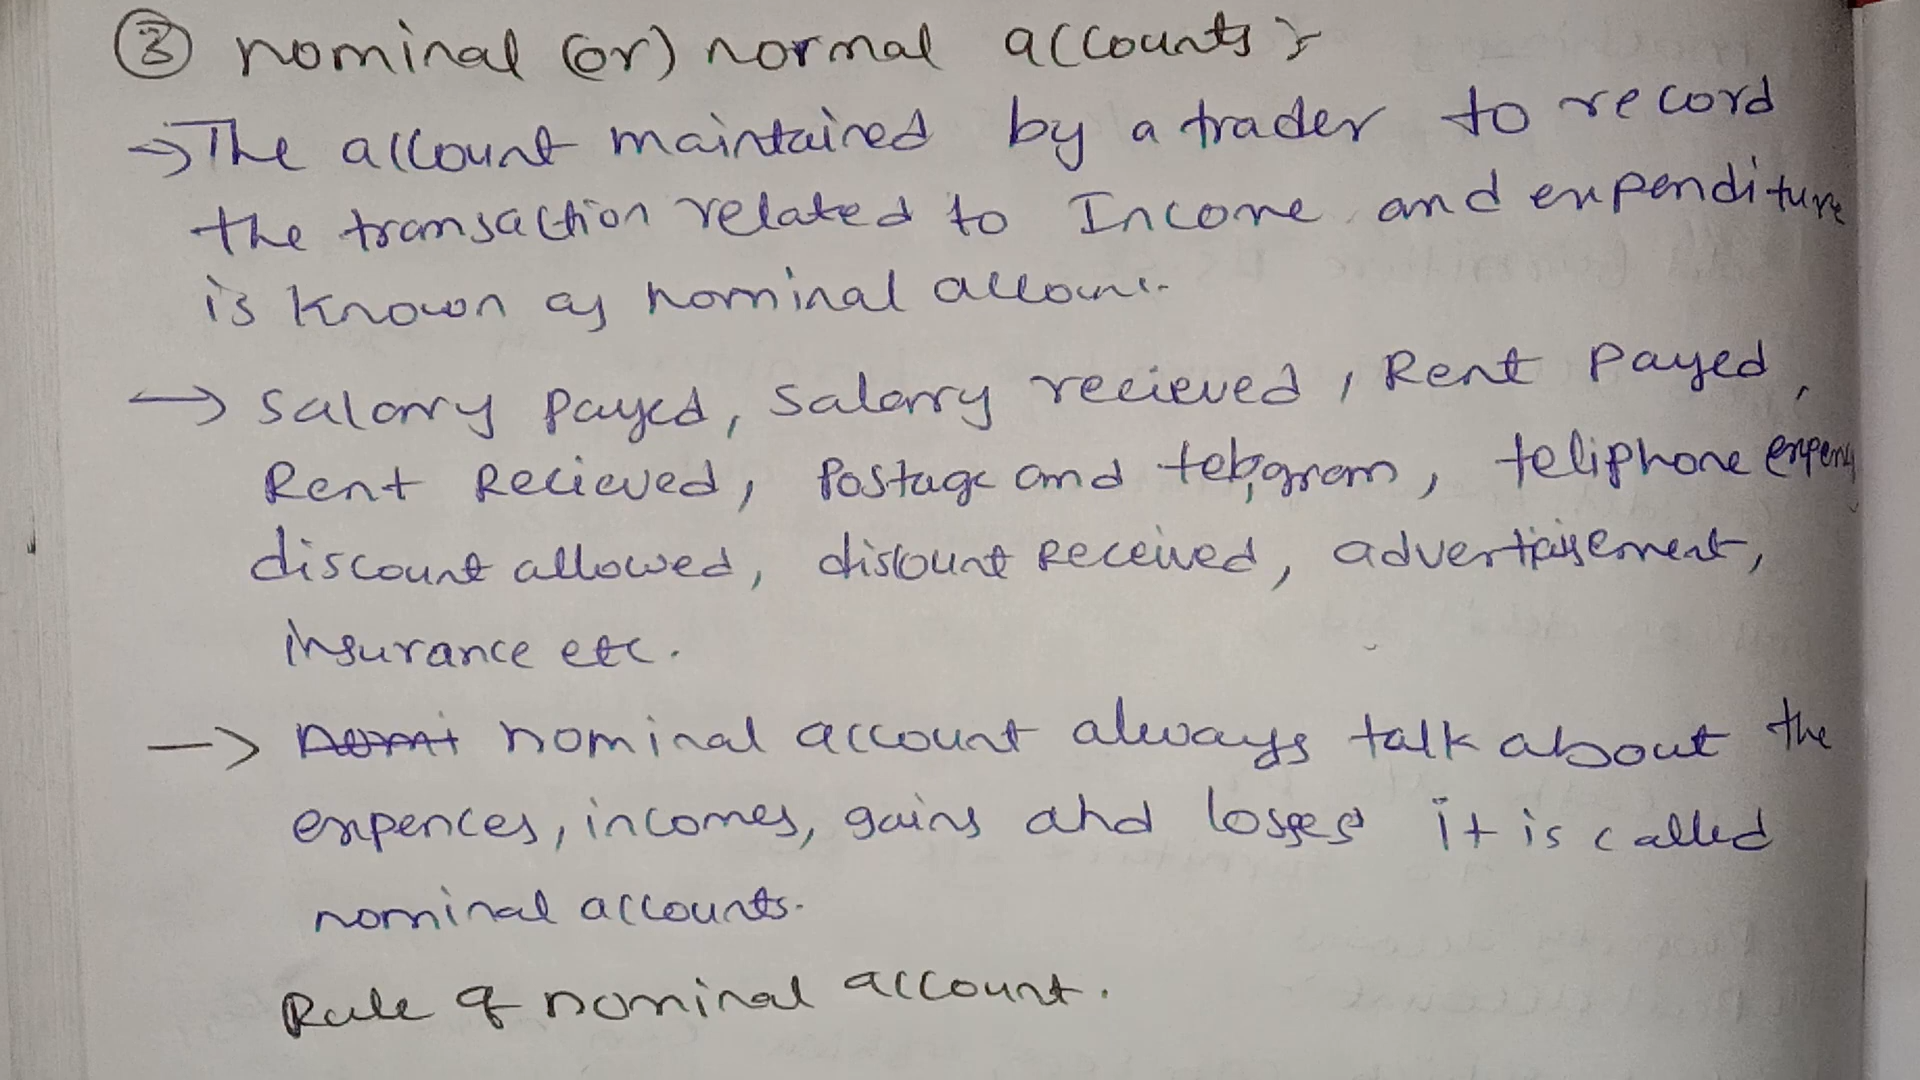 ③ nominal (or) normal accounts :-
→ The account maintained by a trader to record
the transaction related to Income and expenditure
is known as nominal account.
→ Salary payed, Salary recieved, Rent Payed,
Rent Recieved, Postage and telegram, teliphone expens
discount allowed, discount Received, advertisement,
insurance etc.
→ nomi nominal account always talk about the
expences, incomes, gains and losses it is called
nominal accounts.
Rule of nominal account.